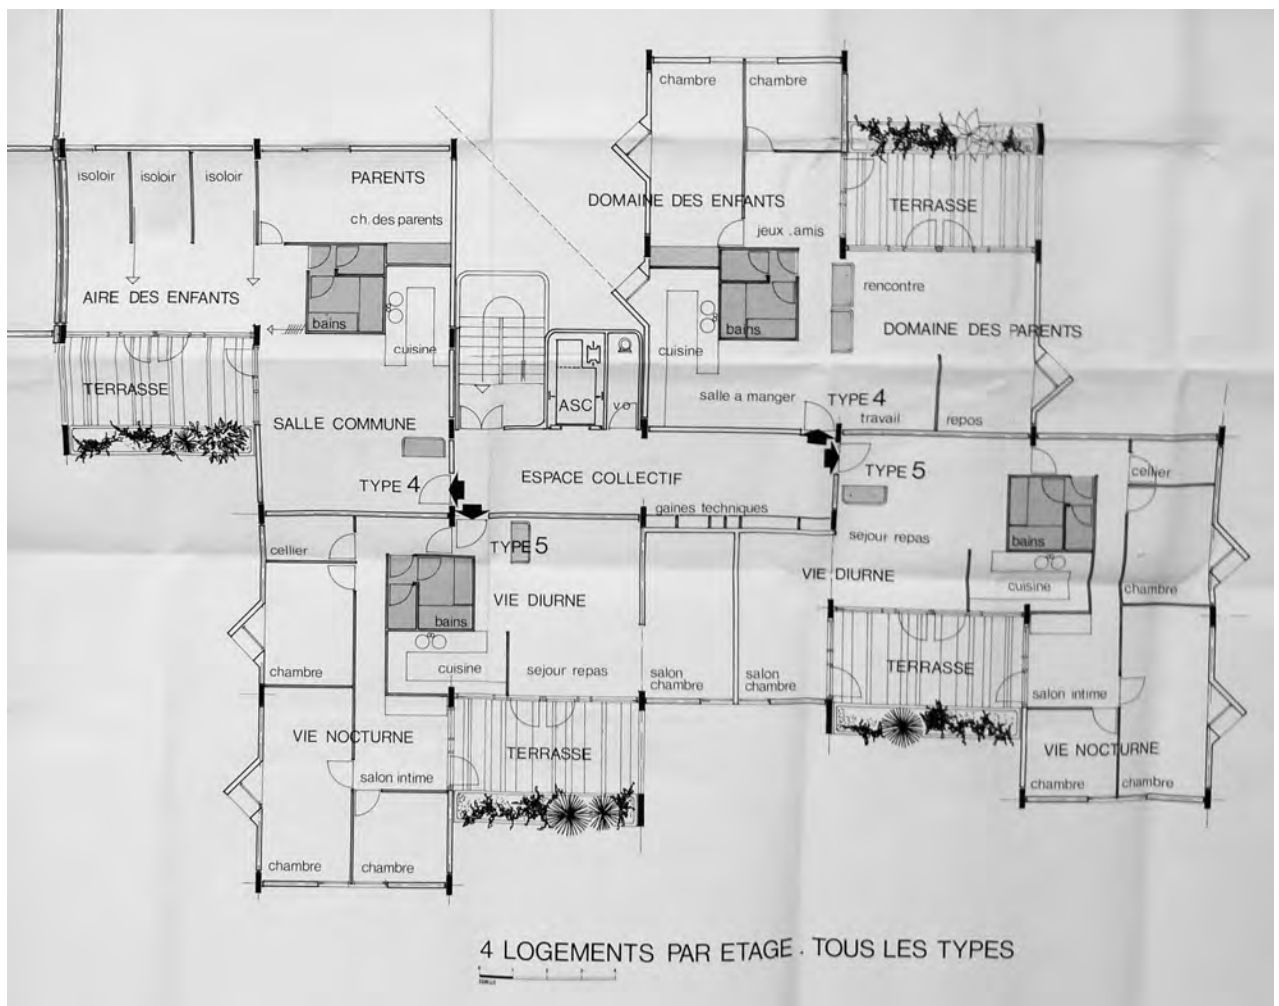 chambre
chambre
isoloir
isoloir
isoloir
PARENTS
ch. des parents
DOMAINE DES ENFANTS
TERRASSE
jeux . amis
AIRE DES ENFANTS
bains
cuisine
rencontre
DOMAINE DES PARENTS
bains
cuisine
TERRASSE
ASC
v.o
salle a manger
TYPE 4
travail
repos
SALLE COMMUNE
TYPE 4
ESPACE COLLECTIF
TYPE 5
cellier
gaines techniques
sejour repas
bains
cellier
TYPE 5
VIE DIURNE
cuisine
chambre
VIE DIURNE
bains
chambre
cuisine
sejour repas
salon
chambre
salon
chambre
TERRASSE
salon intime
VIE NOCTURNE
TERRASSE
VIE NOCTURNE
salon intime
chambre
chambre
chambre
chambre
4 LOGEMENTS PAR ETAGE . TOUS LES TYPES